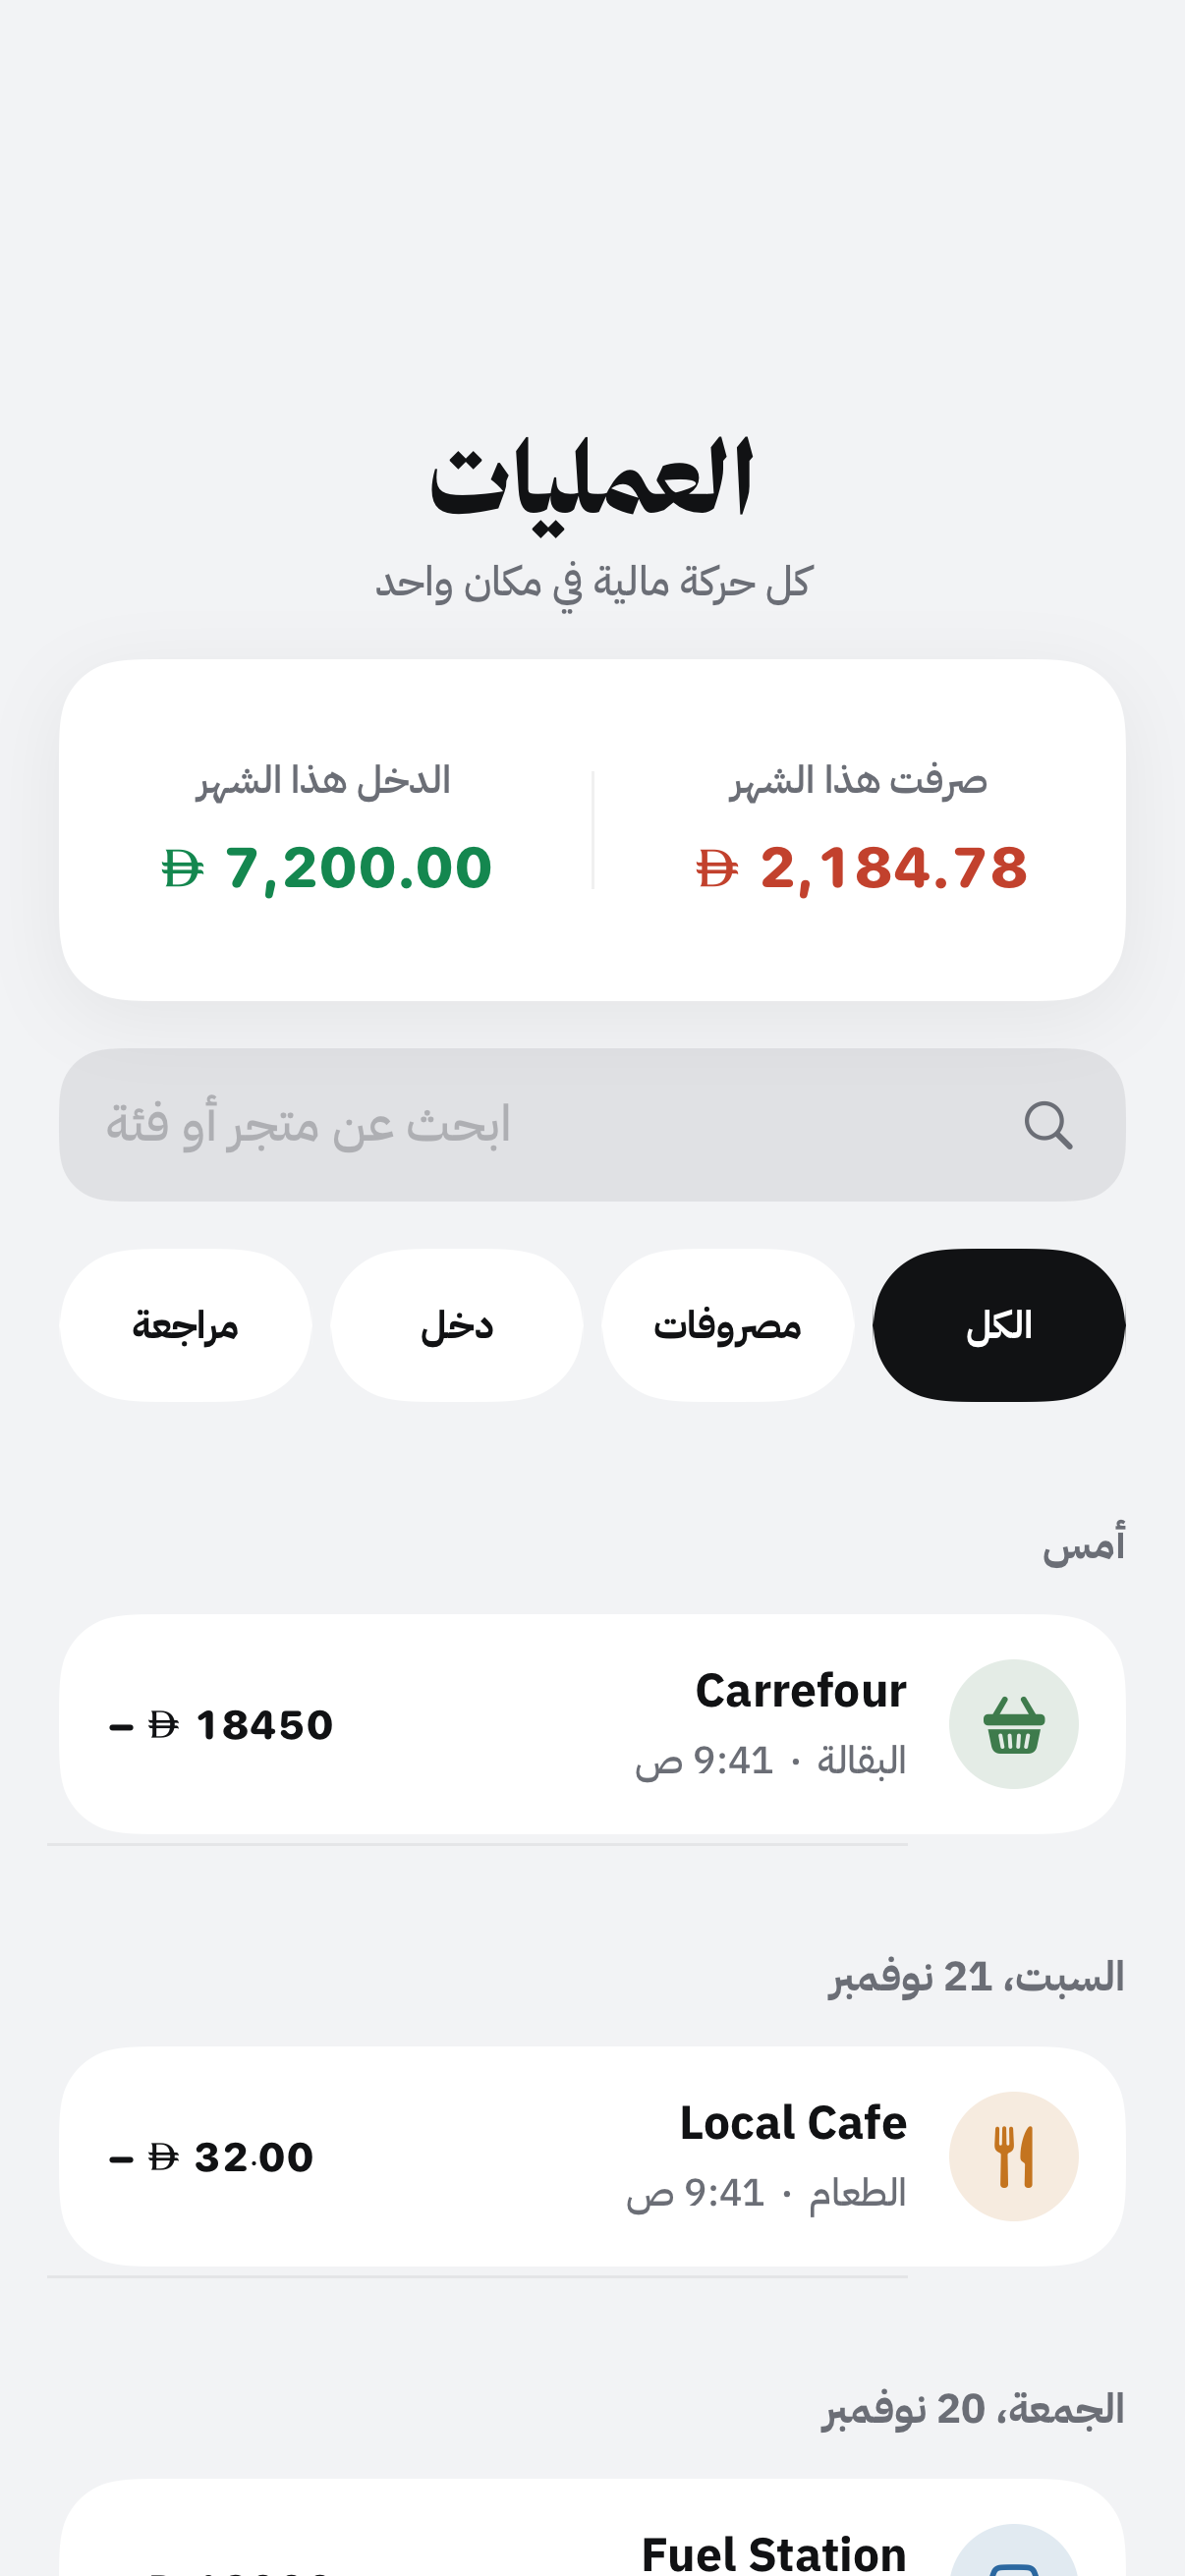 العمليات
كل حركة مالية في مكان واحد
صرفت هذا الشهر
2,184.78
الدخل هذا الشهر
7,200.00
ابحث عن متجر أو فئة
الكل
مصروفات
دخل
مراجعة
أمس
Carrefour
البقالة · 9:41 ص
– 18450
السبت، 21 نوفمبر
Local Cafe
الطعام · 9:41 ص
– 32.00
الجمعة، 20 نوفمبر
Fuel Station